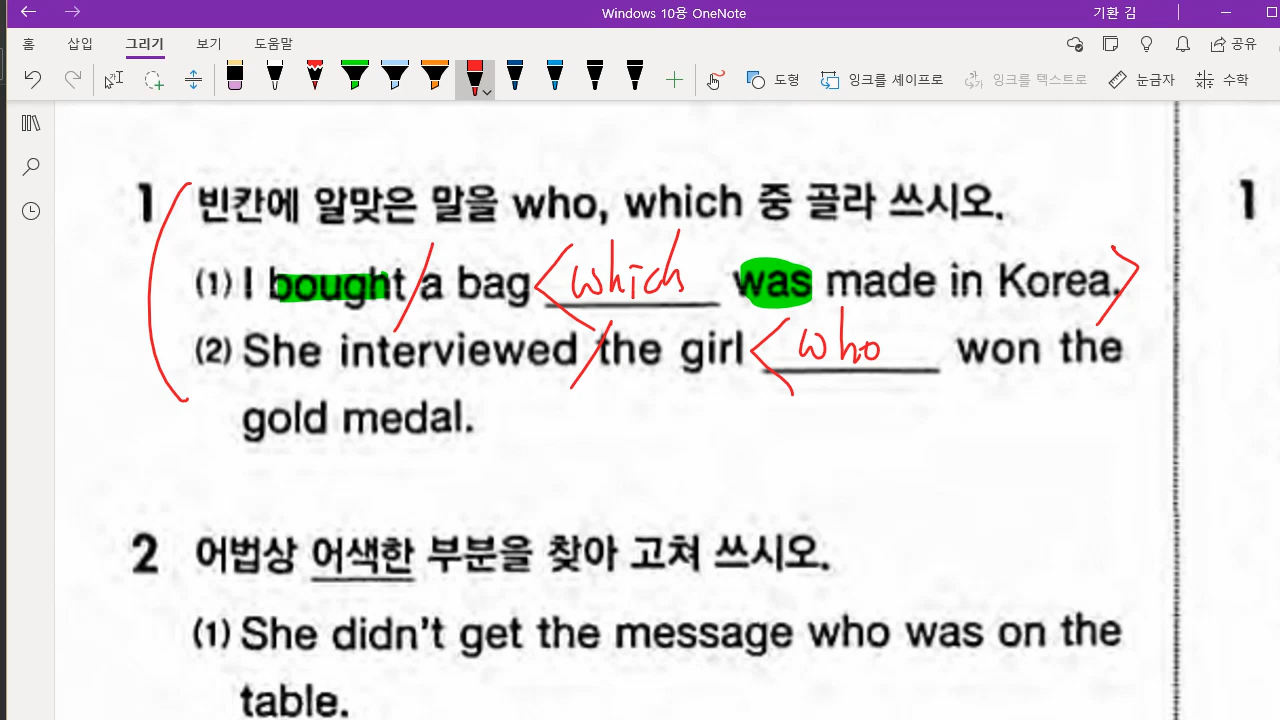 Windows 10용 OneNote
기환 김
홈 삽입 그리기 보기 도움말
공유
도형 잉크를 셰이프로 잉크를 텍스트로 눈금자 수학
1 빈칸에 알맞은 말을 who, which 중 골라 쓰시오.
(1) I bought a bag which was made in Korea.
(2) She interviewed the girl who won the
gold medal.
2 어법상 어색한 부분을 찾아 고쳐 쓰시오.
(1) She didn't get the message who was on the
table.
1